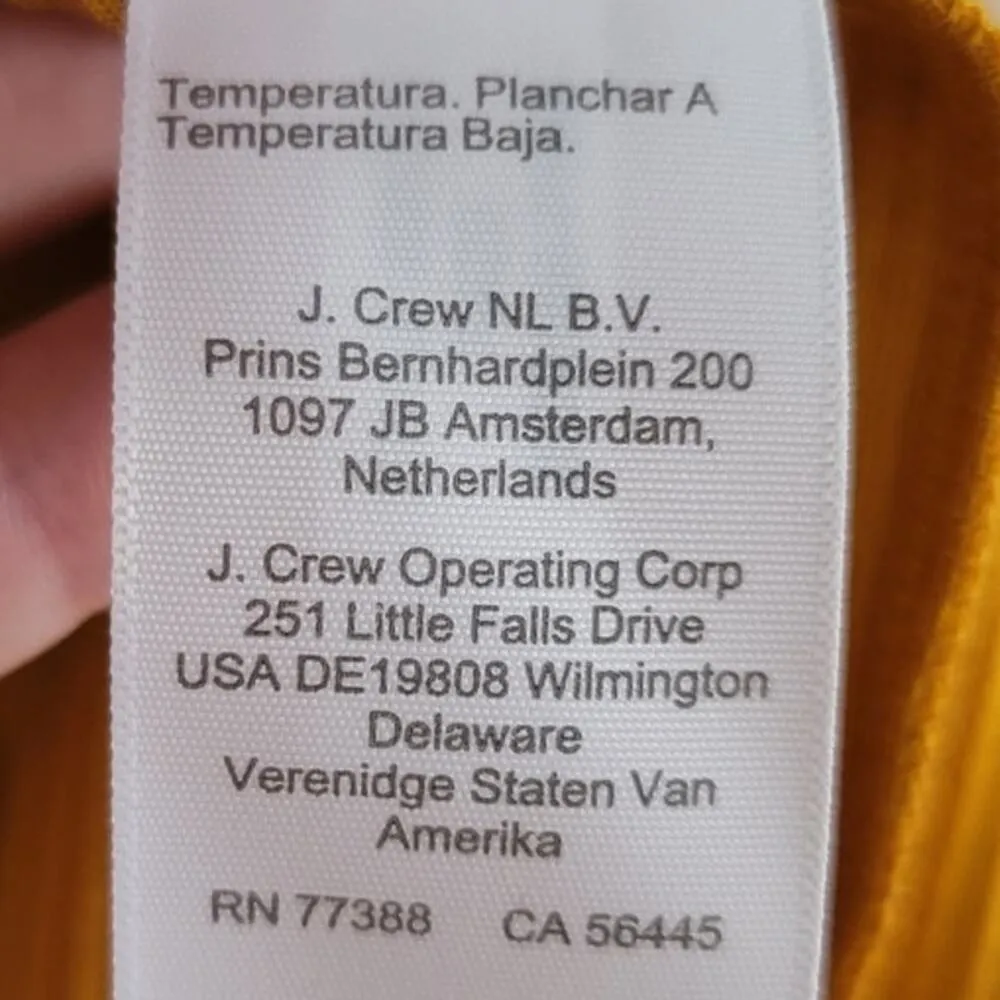 Temperatura. Planchar A
Temperatura Baja.
J. Crew NL B.V.
Prins Bernhardplein 200
1097 JB Amsterdam,
Netherlands
J. Crew Operating Corp
251 Little Falls Drive
USA DE19808 Wilmington
Delaware
Verenidge Staten Van
Amerika
RN 77388 CA 56445